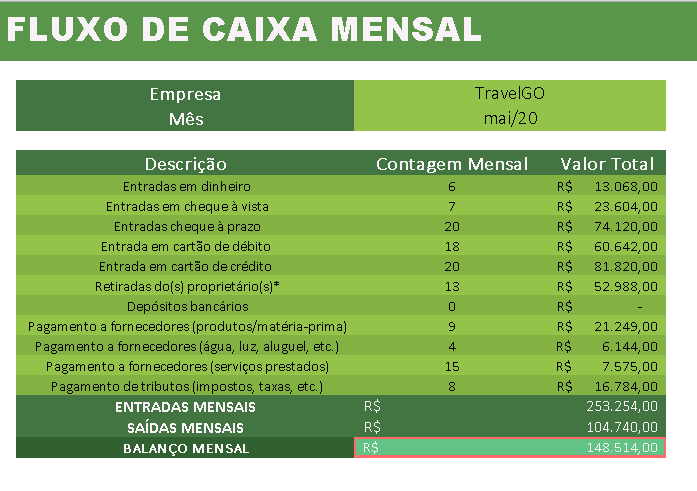 FLUXO DE CAIXA MENSAL
Empresa TravelGO
Mês mai/20
Descrição Contagem Mensal Valor Total
Entradas em dinheiro 6 R$ 13.068,00
Entradas em cheque à vista 7 R$ 23.604,00
Entradas cheque à prazo 20 R$ 74.120,00
Entrada em cartão de débito 18 R$ 60.642,00
Entrada em cartão de crédito 20 R$ 81.820,00
Retiradas do(s) proprietário(s)* 13 R$ 52.988,00
Depósitos bancários 0 R$ -
Pagamento a fornecedores (produtos/matéria-prima) 9 R$ 21.249,00
Pagamento a fornecedores (água, luz, aluguel, etc.) 4 R$ 6.144,00
Pagamento a fornecedores (serviços prestados) 15 R$ 7.575,00
Pagamento de tributos (impostos, taxas, etc.) 8 R$ 16.784,00
ENTRADAS MENSAIS R$ 253.254,00
SAÍDAS MENSAIS R$ 104.740,00
BALANÇO MENSAL R$ 148.514,00